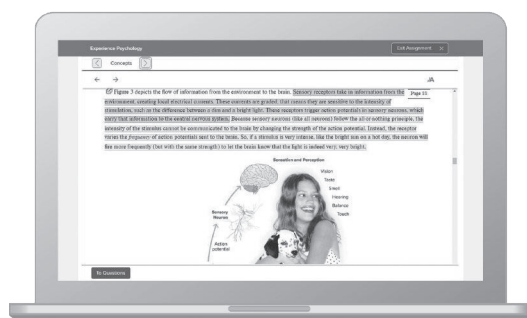 Experience Psychology
Exit Assignment ×
< Concepts >
← →
Figure 3 depicts the flow of information from the environment to the brain. Sensory receptors take in information from the
Page 93
environment, creating local electrical currents. These currents are graded; that means they are sensitive to the intensity of
stimulation, such as the difference between a dim and a bright light. These receptors trigger action potentials in sensory neurons, which
carry that information to the central nervous system. Because sensory neurons (like all neurons) follow the all-or-nothing principle, the
intensity of the stimulus cannot be communicated to the brain by changing the strength of the action potential. Instead, the receptor
varies the frequency of action potentials sent to the brain. So, if a stimulus is very intense, like the bright sun on a hot day, the neuron will
fire more frequently (but with the same strength) to let the brain know that the light is indeed very, very bright.
Sensation and Perception
Vision
Taste
Smell
Hearing
Balance
Touch
Sensory
Neuron
Action
potential
To Questions